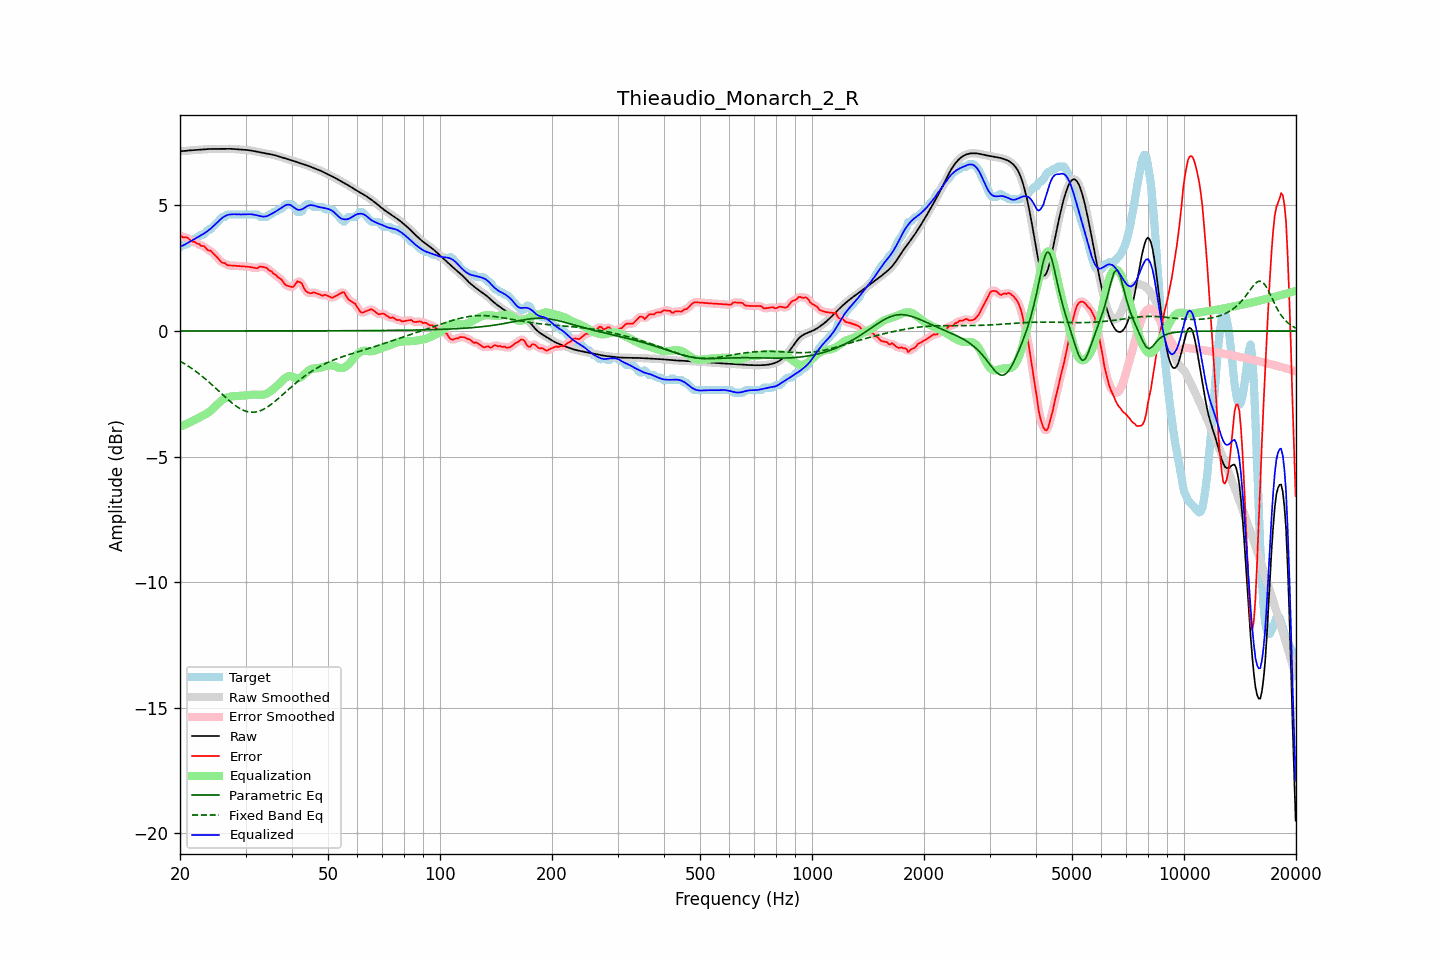 Thieaudio_Monarch_2_R
Amplitude (dBr)
5
0
−5
−10
−15
−20
Target
Raw Smoothed
Error Smoothed
Raw
Error
Equalization
Parametric Eq
Fixed Band Eq
Equalized
20 50 100 200 500 1000 2000 5000 10000 20000
Frequency (Hz)